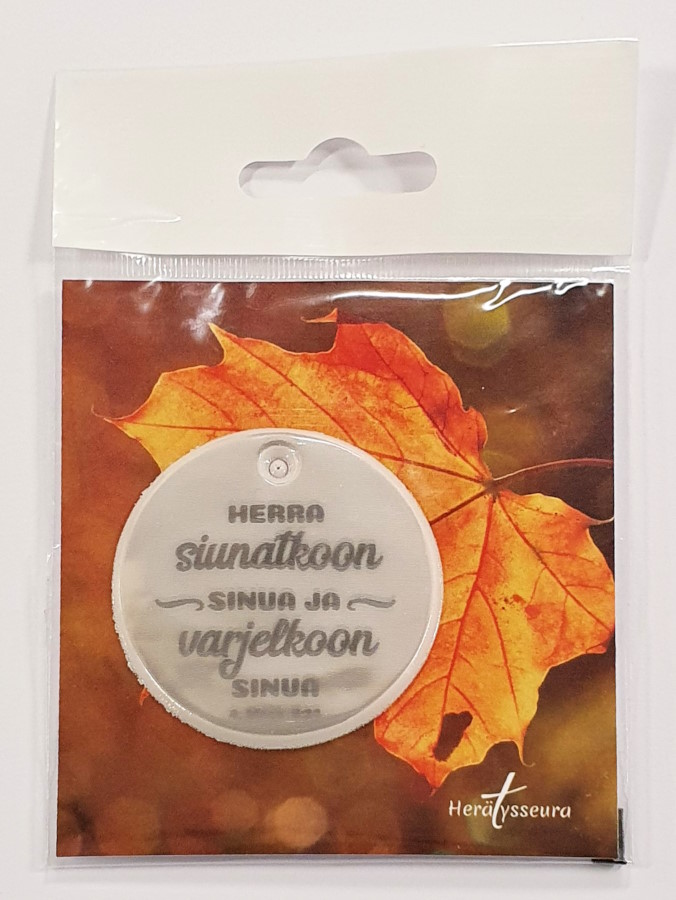 HERRA
siunatkoon
SINUA JA
varjelkoon
SINUA
Herätysseura